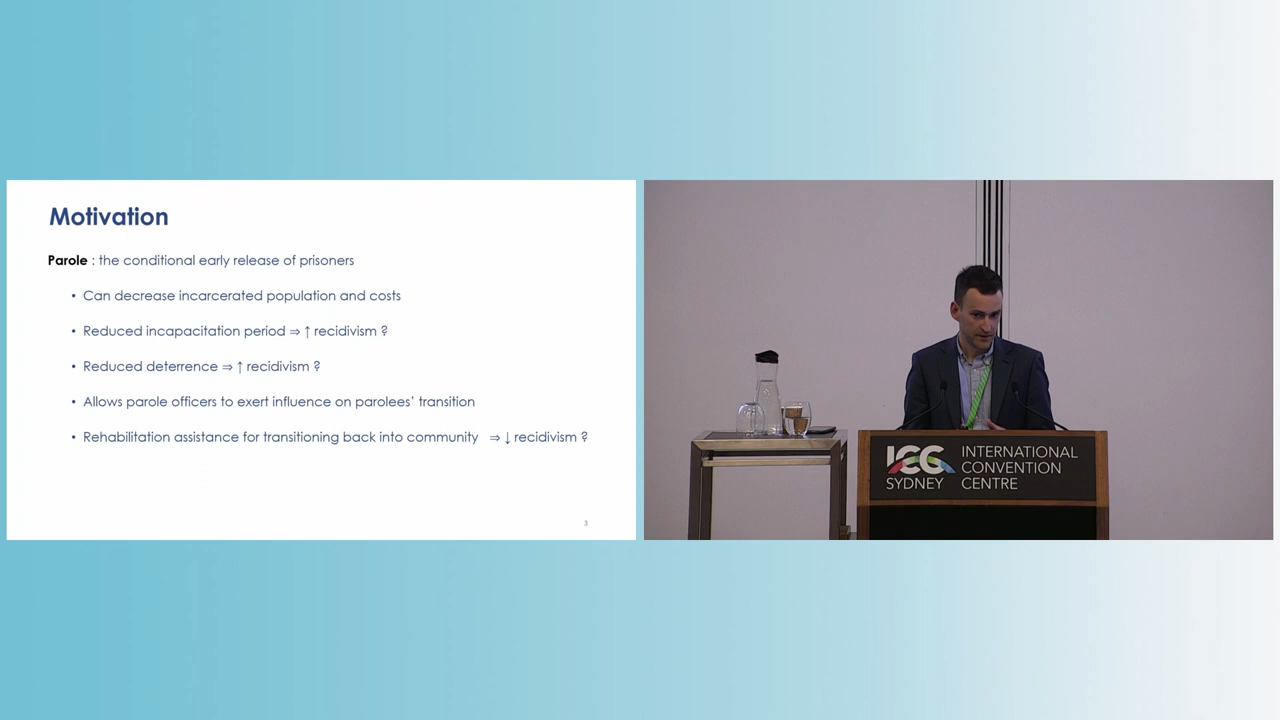 Motivation
Parole : the conditional early release of prisoners
• Can decrease incarcerated population and costs
• Reduced incapacitation period ⇒ ↑ recidivism ?
• Reduced deterrence ⇒ ↑ recidivism ?
• Allows parole officers to exert influence on parolees’ transition
• Rehabilitation assistance for transitioning back into community ⇒ ↓ recidivism ?
3
ICC
SYDNEY
INTERNATIONAL
CONVENTION
CENTRE